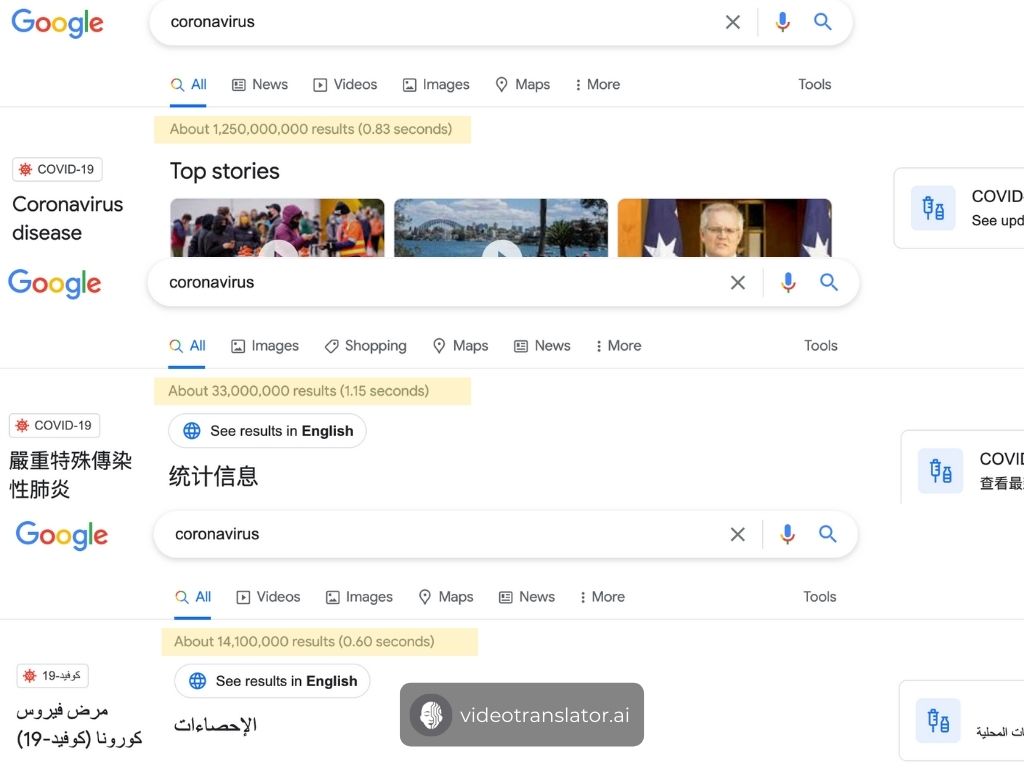 Google
coronavirus
All News Videos Images Maps More Tools
About 1,250,000,000 results (0.83 seconds)
COVID-19
Coronavirus
disease
Top stories
COVID-
See upd
Google
coronavirus
All Images Shopping Maps News More Tools
About 33,000,000 results (1.15 seconds)
COVID-19
嚴重特殊傳染
性肺炎
See results in English
统计信息
COVID
查看最
Google
coronavirus
All Videos Images Maps News More Tools
About 14,100,000 results (0.60 seconds)
كوفيد-19
مرض فيروس
كورونا (كوفيد-19)
See results in English
الإحصاءات
ات المحلية
videotranslator.ai